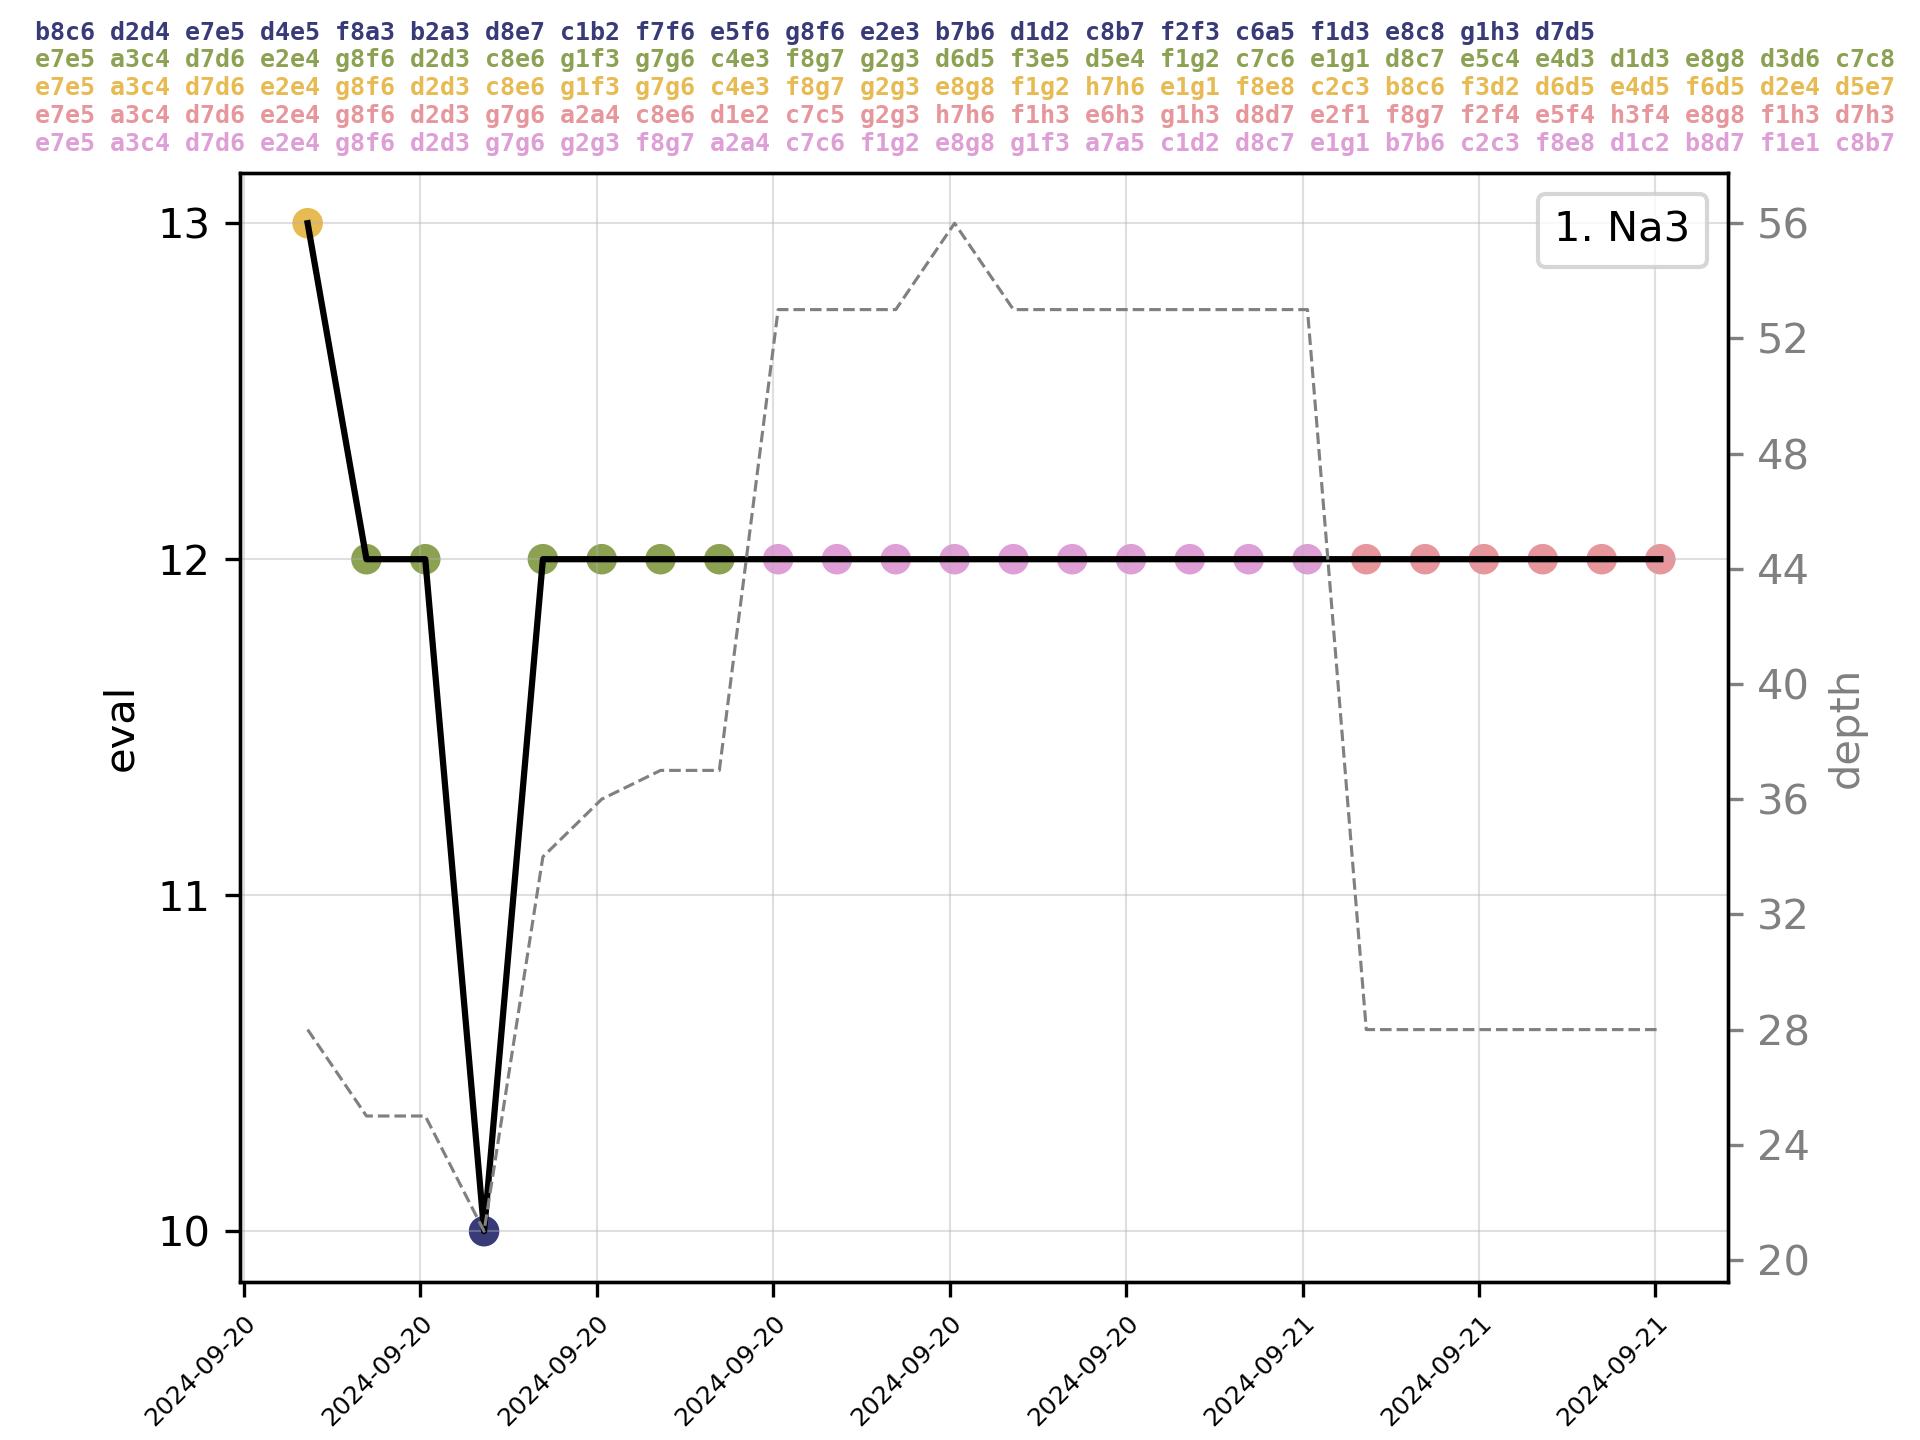 b8c6 d2d4 e7e5 d4e5 f8a3 b2a3 d8e7 c1b2 f7f6 e5f6 g8f6 e2e3 b7b6 d1d2 c8b7 f2f3 c6a5 f1d3 e8c8 g1h3 d7d5
e7e5 a3c4 d7d6 e2e4 g8f6 d2d3 c8e6 g1f3 g7g6 c4e3 f8g7 g2g3 d6d5 f3e5 d5e4 f1g2 c7c6 e1g1 d8c7 e5c4 e4d3 d1d3 e8g8 d3d6 c7c8
e7e5 a3c4 d7d6 e2e4 g8f6 d2d3 c8e6 g1f3 g7g6 c4e3 f8g7 g2g3 e8g8 f1g2 h7h6 e1g1 f8e8 c2c3 b8c6 f3d2 d6d5 e4d5 f6d5 d2e4 d5e7
e7e5 a3c4 d7d6 e2e4 g8f6 d2d3 g7g6 a2a4 c8e6 d1e2 c7c5 g2g3 h7h6 f1h3 e6h3 g1h3 d8d7 e2f1 f8g7 f2f4 e5f4 h3f4 e8g8 f1h3 d7h3
e7e5 a3c4 d7d6 e2e4 g8f6 d2d3 g7g6 g2g3 f8g7 a2a4 c7c6 f1g2 e8g8 g1f3 a7a5 c1d2 d8c7 e1g1 b7b6 c2c3 f8e8 d1c2 b8d7 f1e1 c8b7
1. Na3
13
12
11
10
eval
56
52
48
44
40
36
32
28
24
20
depth
2024-09-20
2024-09-20
2024-09-20
2024-09-20
2024-09-20
2024-09-20
2024-09-21
2024-09-21
2024-09-21